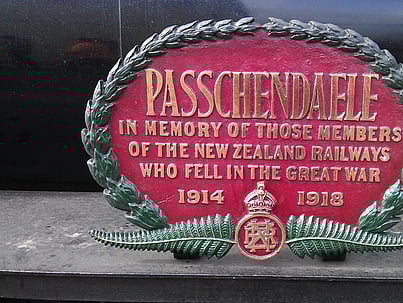 PASSCHENDAELE
IN MEMORY OF THOSE MEMBERS
OF THE NEW ZEALAND RAILWAYS
WHO FELL IN THE GREAT WAR
1914 1918